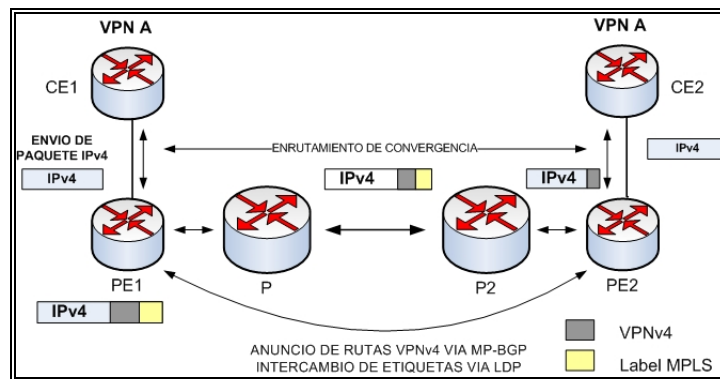 VPN A
VPN A
CE1
CE2
ENVIO DE
PAQUETE IPv4
ENRUTAMIENTO DE CONVERGENCIA
IPv4
IPv4
IPv4
IPv4
PE1
P
P2
PE2
IPv4
ANUNCIO DE RUTAS VPNv4 VIA MP-BGP
INTERCAMBIO DE ETIQUETAS VIA LDP
VPNv4
Label MPLS